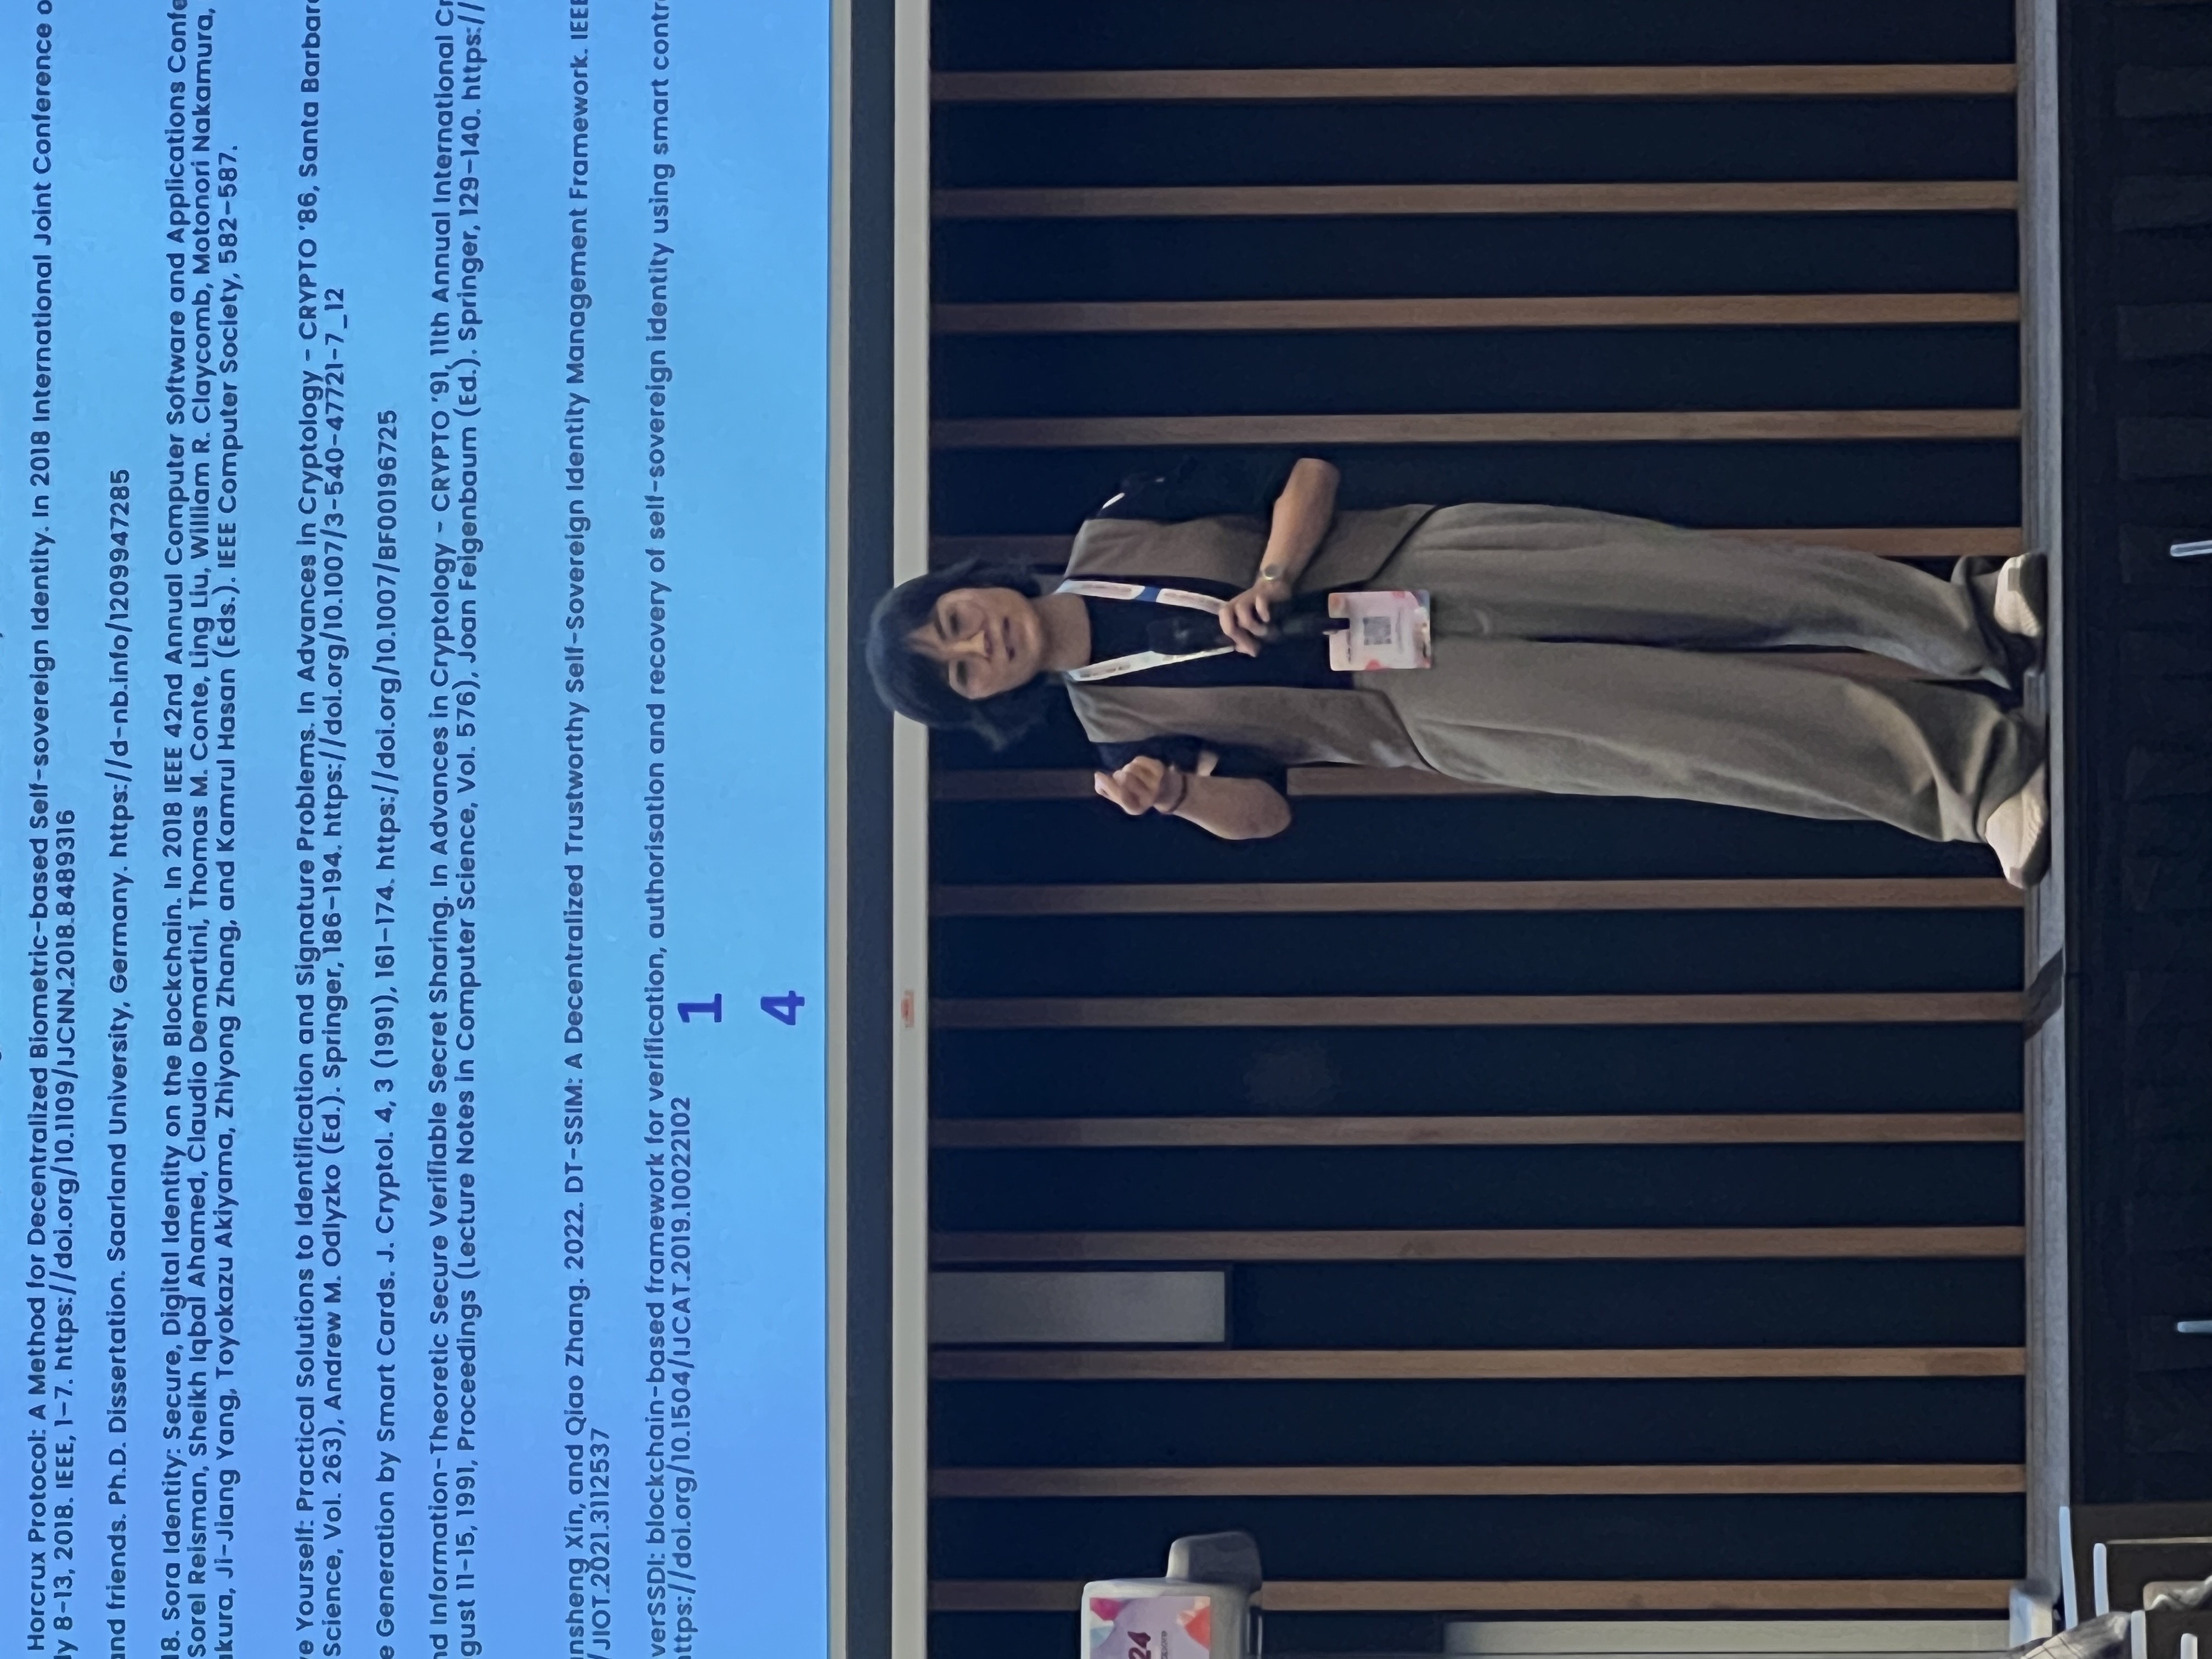 Horcrux Protocol: A Method for Decentralized Biometric-based Self-sovereign Identity. In 2018 International Joint Conference o
ly 8-13, 2018. IEEE, 1-7. https://doi.org/10.1109/IJCNN.2018.8489316
and friends. Ph.D. Dissertation. Saarland University, Germany. https://d-nb.info/1209947285
18. Sora Identity: Secure, Digital Identity on the Blockchain. In 2018 IEEE 42nd Annual Computer Software and Applications Confe
Sorel Reisman, Sheikh Iqbal Ahamed, Claudio Demartini, Thomas M. Conte, Ling Liu, William R. Claycomb, Motonori Nakamura,
akura, Ji-Jiang Yang, Toyokazu Akiyama, Zhiyong Zhang, and Kamrul Hasan (Eds.). IEEE Computer Society, 582-587.
ve Yourself: Practical Solutions to Identification and Signature Problems. In Advances in Cryptology - CRYPTO '86, Santa Barbar
Science, Vol. 263), Andrew M. Odlyzko (Ed.). Springer, 186-194. https://doi.org/10.1007/3-540-47721-7_12
e Generation by Smart Cards. J. Cryptol. 4, 3 (1991), 161-174. https://doi.org/10.1007/BF00196725
nd Information-Theoretic Secure Verifiable Secret Sharing. In Advances in Cryptology - CRYPTO '91, 11th Annual International Cr
gust 11-15, 1991, Proceedings (Lecture Notes in Computer Science, Vol. 576), Joan Feigenbaum (Ed.). Springer, 129-140. https://
ansheng Xin, and Qiao Zhang. 2022. DT-SSIM: A Decentralized Trustworthy Self-Sovereign Identity Management Framework. IEEE
/JIOT.2021.3112537
verSSDI: blockchain-based framework for verification, authorisation and recovery of self-sovereign identity using smart contr
https://doi.org/10.1504/IJCAT.2019.10022102
1
4
24